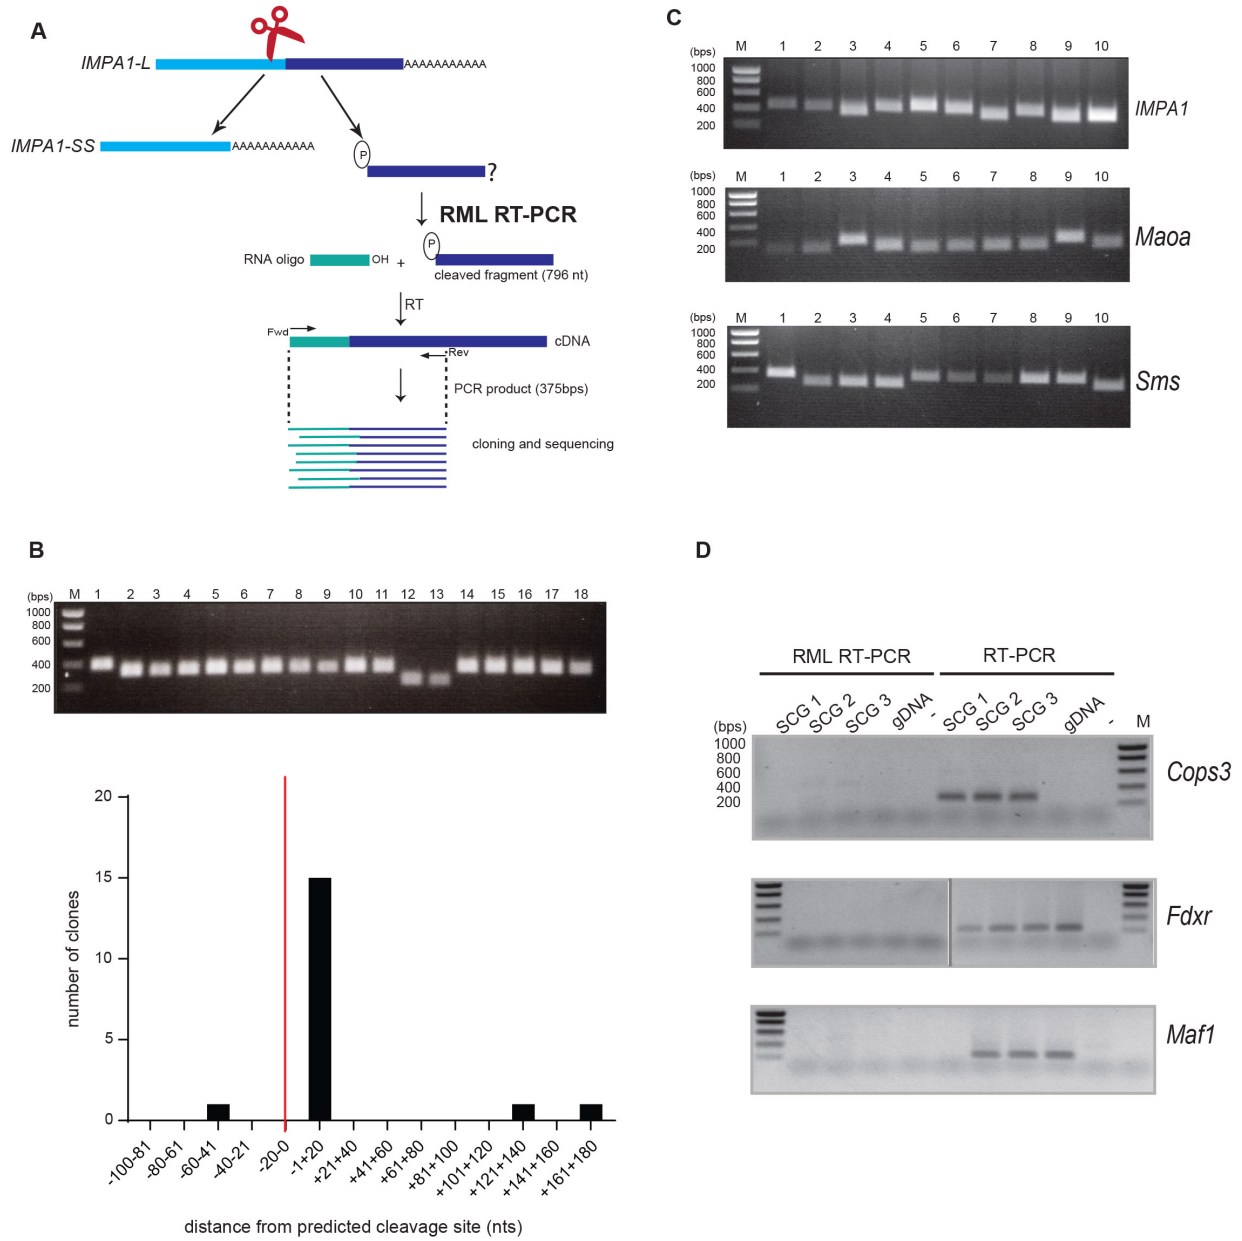 A
IMPA1-L
AAAAAAAAAAA
IMPA1-SS
AAAAAAAAAAA
P
?
RML RT-PCR
RNA oligo
OH
+
P
cleaved fragment (796 nt)
RT
Fwd
cDNA
Rev
PCR product (375bps)
cloning and sequencing
B
(bps) M 1 2 3 4 5 6 7 8 9 10 11 12 13 14 15 16 17 18
1000
800
600
400
200
number of clones
20
15
10
5
0
-100-81
-80-61
-60-41
-40-21
-20-0
-1+20
+21+40
+41+60
+61+80
+81+100
+101+120
+121+140
+141+160
+161+180
distance from predicted cleavage site (nts)
C
(bps) M 1 2 3 4 5 6 7 8 9 10
1000
800
600
400
200
IMPA1
(bps) M 1 2 3 4 5 6 7 8 9 10
1000
800
600
400
200
Maoa
(bps) M 1 2 3 4 5 6 7 8 9 10
1000
800
600
400
200
Sms
D
RML RT-PCR RT-PCR
SCG 1 SCG 2 SCG 3 gDNA - SCG 1 SCG 2 SCG 3 gDNA - M
(bps)
1000
800
600
400
200
Cops3
Fdxr
Maf1